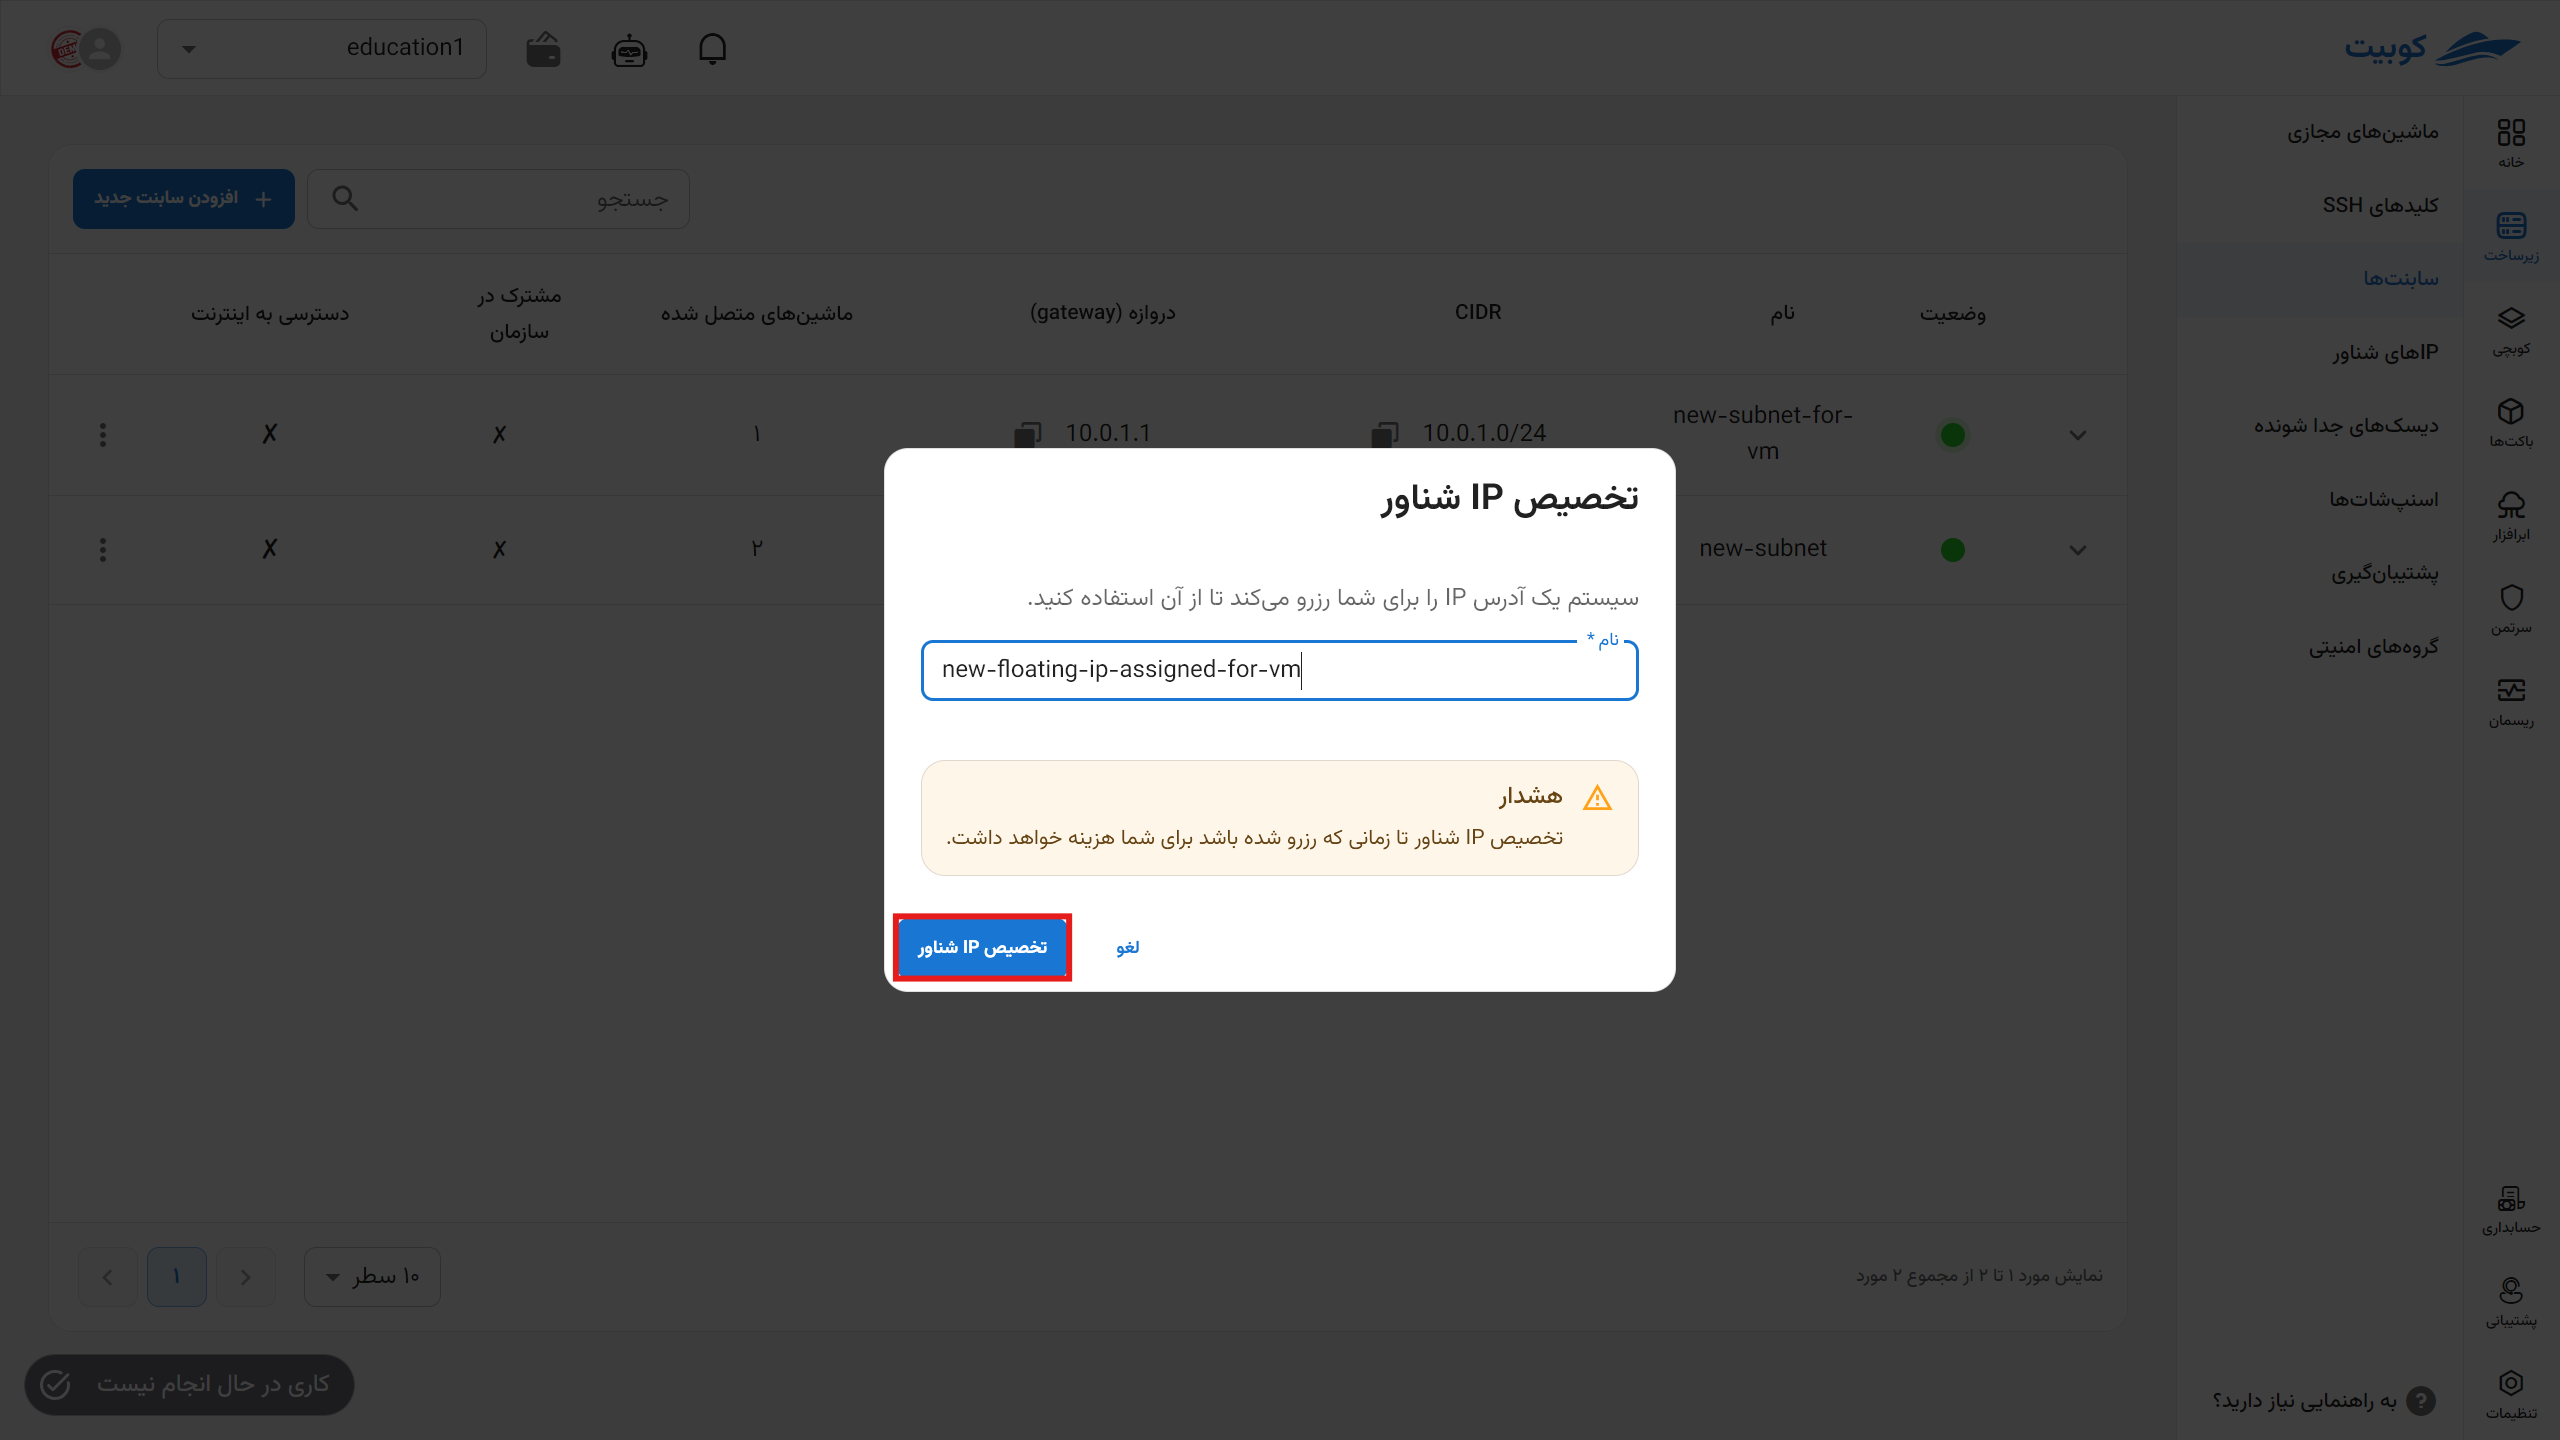 کوبیت
education1
خانه
زیرساخت
کوبچی
باکت‌ها
ابرافزار
سرتمن
ریسمان
حسابداری
پشتیبانی
تنظیمات
ماشین‌های مجازی
کلیدهای SSH
سابنت‌ها
IPهای شناور
دیسک‌های جدا شونده
اسنپ‌شات‌ها
پشتیبان‌گیری
گروه‌های امنیتی
به راهنمایی نیاز دارید؟
جستجو
افزودن سابنت جدید
وضعیت
نام
CIDR
دروازه (gateway)
ماشین‌های متصل شده
مشترک در
سازمان
دسترسی به اینترنت
new-subnet-for-
vm
10.0.1.0/24
10.0.1.1
۱
✗
✗
new-subnet
۲
✗
✗
تخصیص IP شناور
سیستم یک آدرس IP را برای شما رزرو می‌کند تا از آن استفاده کنید.
نام *
new-floating-ip-assigned-for-vm
هشدار
تخصیص IP شناور تا زمانی که رزرو شده باشد برای شما هزینه خواهد داشت.
لغو
تخصیص IP شناور
نمایش مورد ۱ تا ۲ از مجموع ۲ مورد
۱۰ سطر
۱
کاری در حال انجام نیست